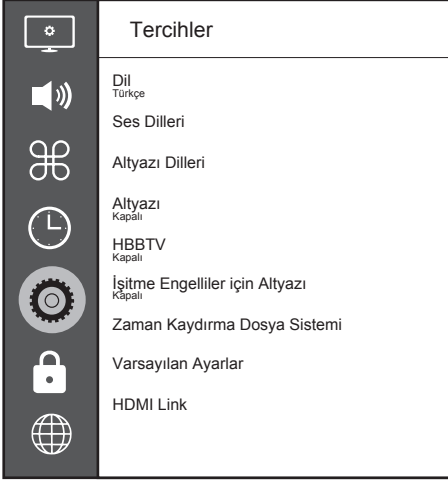 Tercihler
Dil
Türkçe
Ses Dilleri
Altyazı Dilleri
Altyazı
Kapalı
HBBTV
Kapalı
İşitme Engelliler için Altyazı
Kapalı
Zaman Kaydırma Dosya Sistemi
Varsayılan Ayarlar
HDMI Link